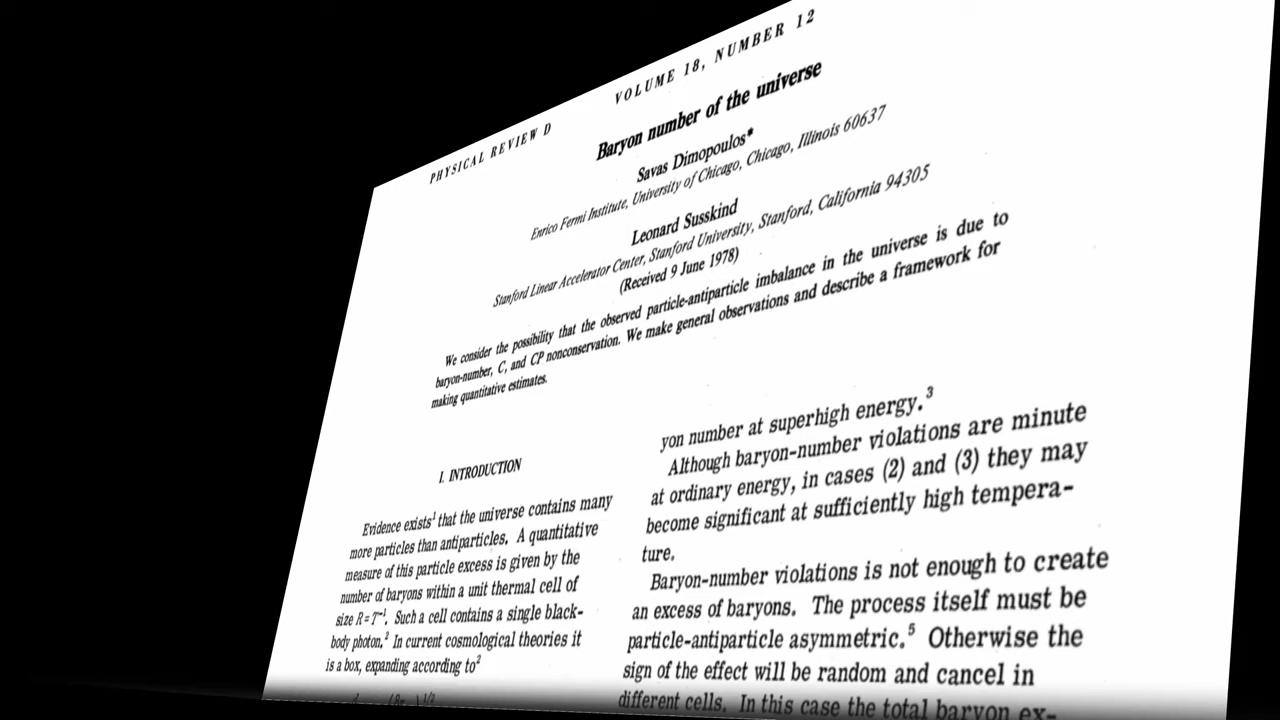 PHYSICAL REVIEW D
VOLUME 18, NUMBER 12
Baryon number of the universe
Savas Dimopoulos*
Enrico Fermi Institute, University of Chicago, Chicago, Illinois 60637
Leonard Susskind
Stanford Linear Accelerator Center, Stanford University, Stanford, California 94305
(Received 9 June 1978)
We consider the possibility that the observed particle-antiparticle imbalance in the universe is due to
baryon-number, C, and CP nonconservation. We make general observations and describe a framework for
making quantitative estimates.
I. INTRODUCTION
Evidence exists¹ that the universe contains many
more particles than antiparticles. A quantitative
measure of this particle excess is given by the
number of baryons within a unit thermal cell of
size R = T⁻¹. Such a cell contains a single black-
body photon.² In current cosmological theories it
is a box, expanding according to²
yon number at superhigh energy.³
Although baryon-number violations are minute
at ordinary energy, in cases (2) and (3) they may
become significant at sufficiently high tempera-
ture.
Baryon-number violations is not enough to create
an excess of baryons. The process itself must be
particle-antiparticle asymmetric.⁵ Otherwise the
sign of the effect will be random and cancel in
different cells. In this case the total baryon ex-